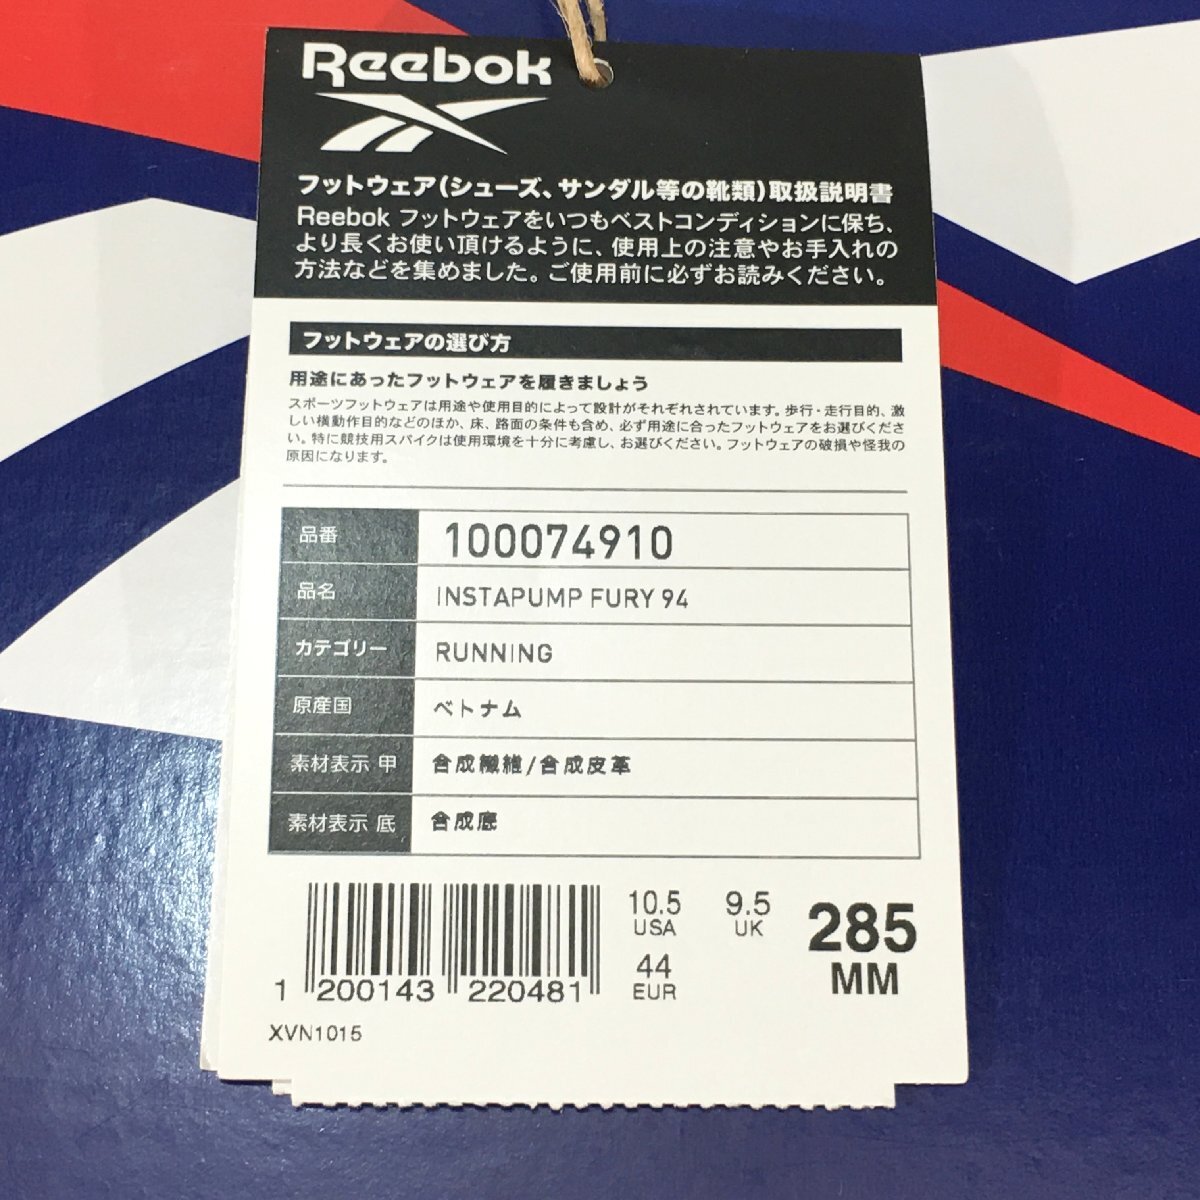 Reebok
フットウェア(シューズ、サンダル等の靴類)取扱説明書
Reebok フットウェアをいつもベストコンディションに保ち、
より長くお使い頂けるように、使用上の注意やお手入れの
方法などを集めました。ご使用前に必ずお読みください。
フットウェアの選び方
用途にあったフットウェアを履きましょう
スポーツフットウェアは用途や使用目的によって設計がそれぞれされています。歩行・走行目的、激
しい横動作目的などのほか、床、路面の条件も含め、必ず用途に合ったフットウェアをお選びくださ
い。特に競技用スパイクは使用環境を十分に考慮し、お選びください。フットウェアの破損や怪我の
原因になります。
品番 100074910
品名 INSTAPUMP FURY 94
カテゴリー RUNNING
原産国 ベトナム
素材表示 甲 合成繊維/合成皮革
素材表示 底 合成底
10.5 USA
9.5 UK
44 EUR
285 MM
1 200143 220481
XVN1015